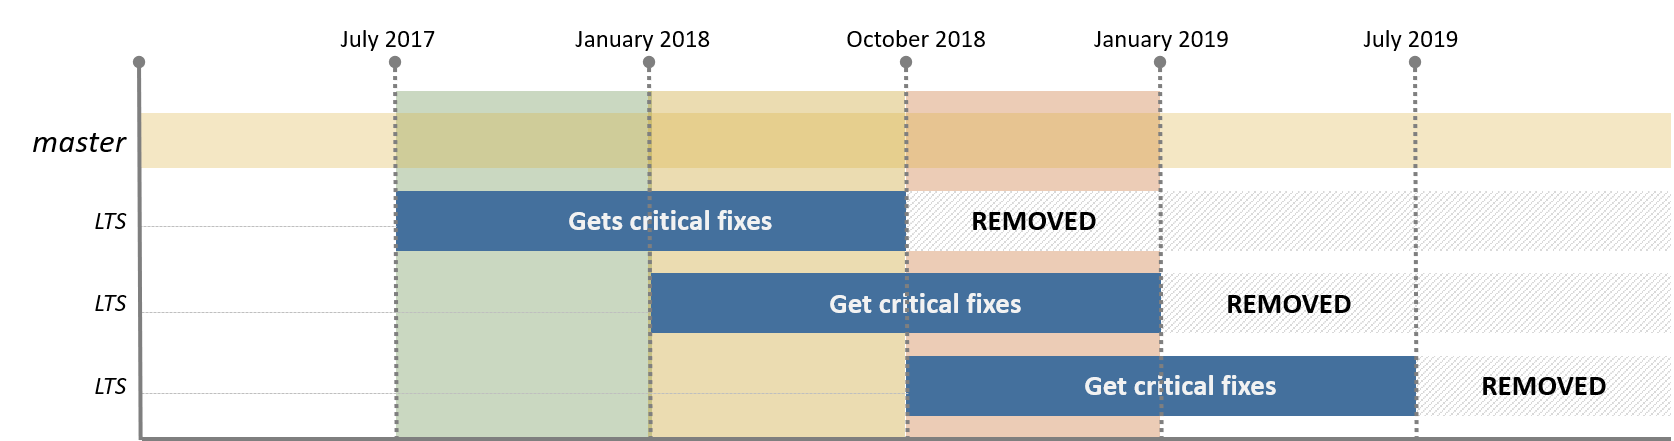 July 2017 January 2018 October 2018 January 2019 July 2019
master
LTS Gets critical fixes REMOVED
LTS Get critical fixes REMOVED
LTS Get critical fixes REMOVED